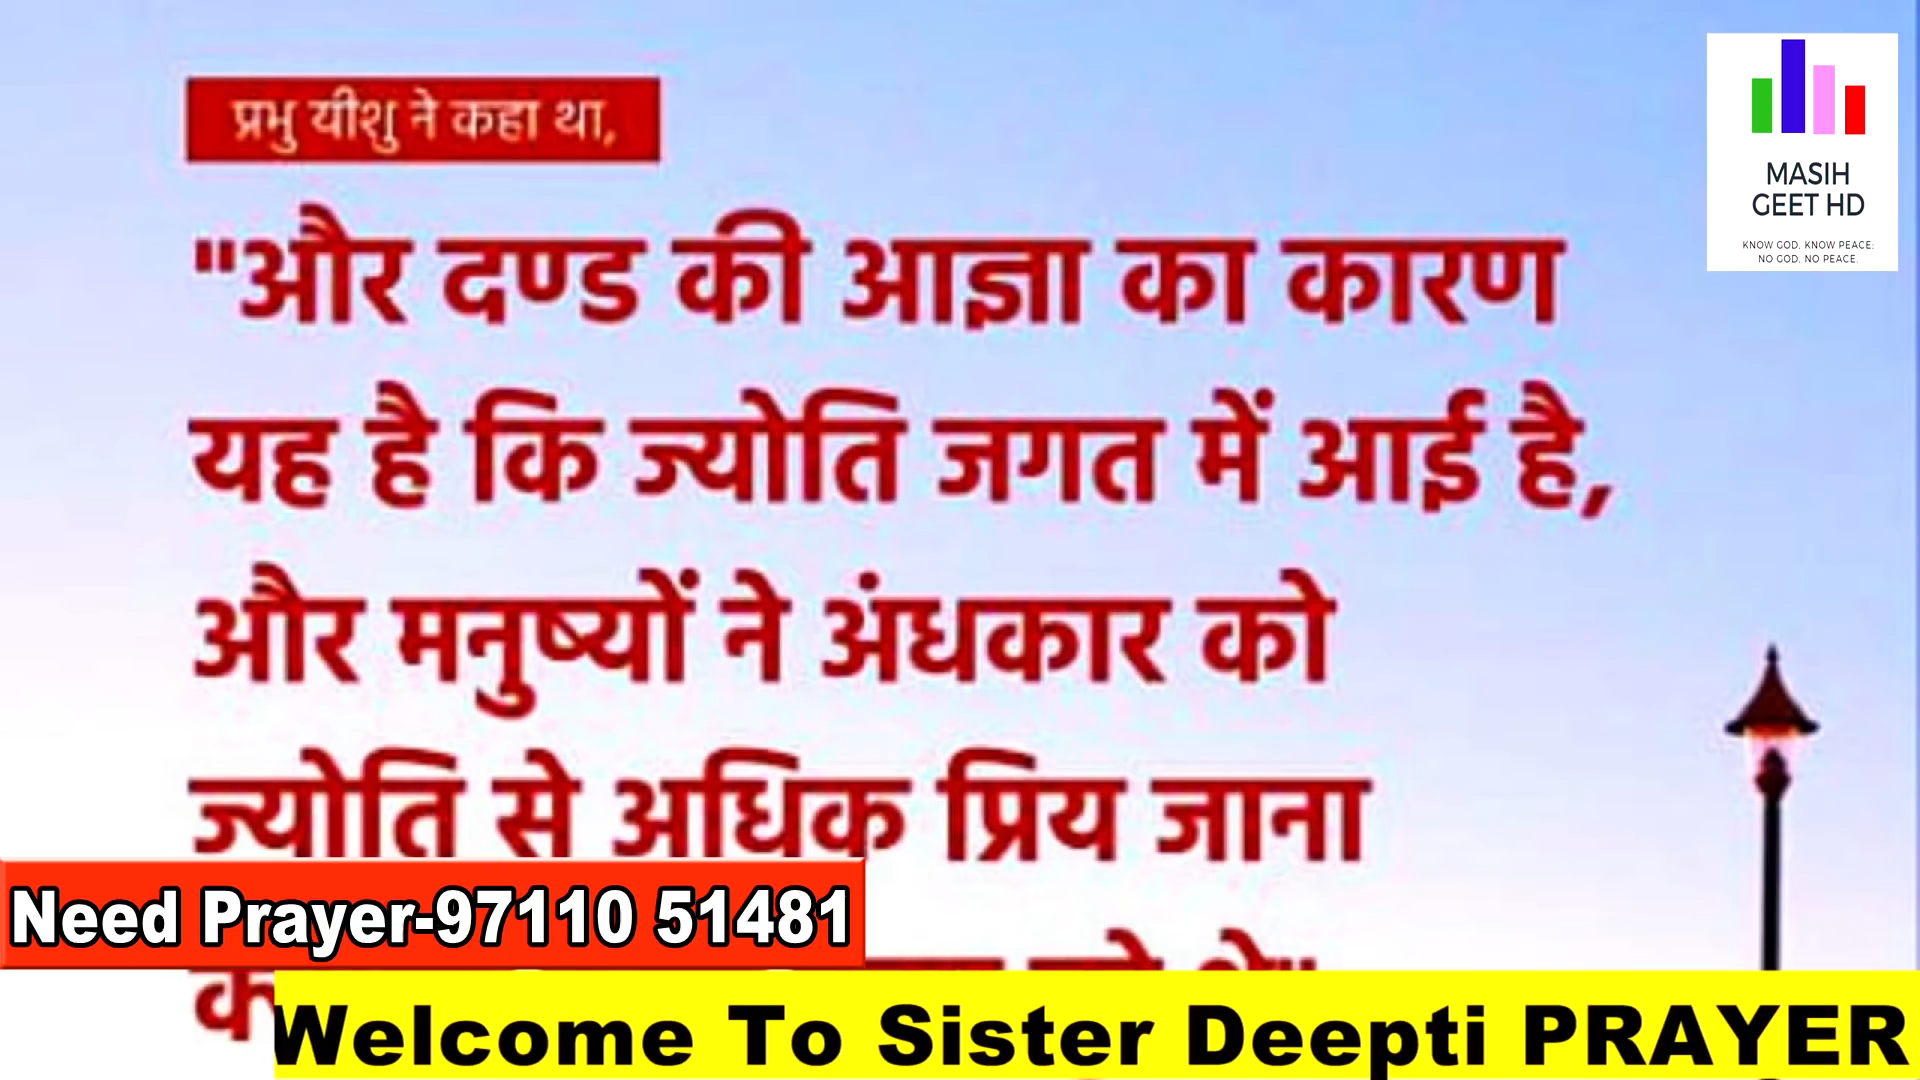 प्रभु यीशु ने कहा था,
"और दण्ड की आज्ञा का कारण
यह है कि ज्योति जगत में आई है,
और मनुष्यों ने अंधकार को
ज्योति से अधिक प्रिय जाना
MASIH
GEET HD
KNOW GOD, KNOW PEACE;
NO GOD, NO PEACE.
Need Prayer-97110 51481
Welcome To Sister Deepti PRAYER